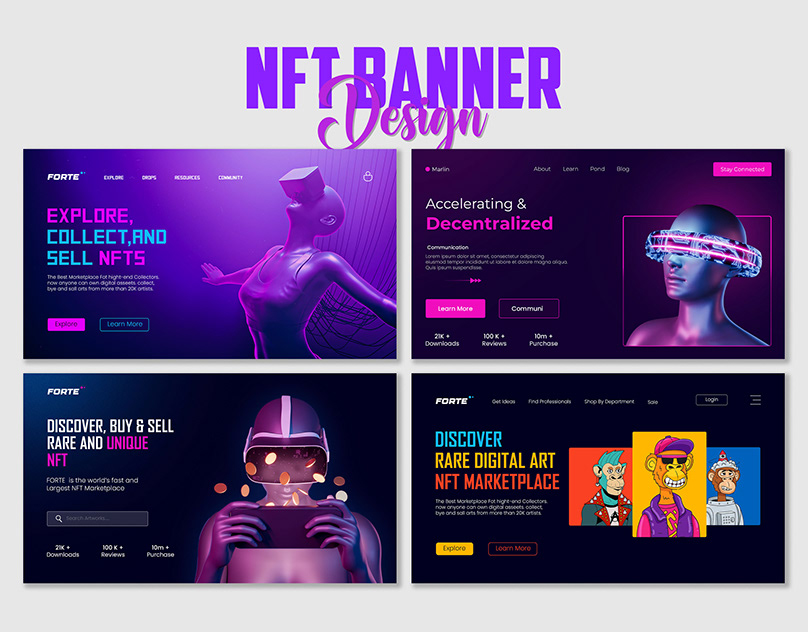 NFT BANNER
Design
FORTE
EXPLORE DROPS RESOURCES COMMUNITY
EXPLORE,
COLLECT,AND
SELL NFTS
The Best Marketplace Fot hight-end Collectors.
now anyone can own digital asseets. collect,
bye and sall arts from more than 20K artists.
Explore Learn More
Marlin
About Learn Pond Blog
Stay Connected
Accelerating &
Decentralized
Communication
Lorem ipsum dolor sit amet, consectetur adipiscing
eiusmod tempor incididunt ut labore et dolore magna aliqua.
Quis ipsum suspendisse.
Learn More Communi
21K + 100 K + 10m +
Downloads Reviews Purchase
FORTE
DISCOVER, BUY & SELL
RARE AND UNIQUE
NFT
FORTE is the world's fast and
Largest NFT Marketplace
Search Artworks...
21K + 100 K + 10m +
Downloads Reviews Purchase
FORTE
Get Ideas Find Professionals Shop By Department Sale
Login
DISCOVER
RARE DIGITAL ART
NFT MARKETPLACE
The Best Marketplace Fot hight-end Collectors.
now anyone can own digital asseets. collect,
bye and sall arts from more than 20K artists.
Explore Learn More